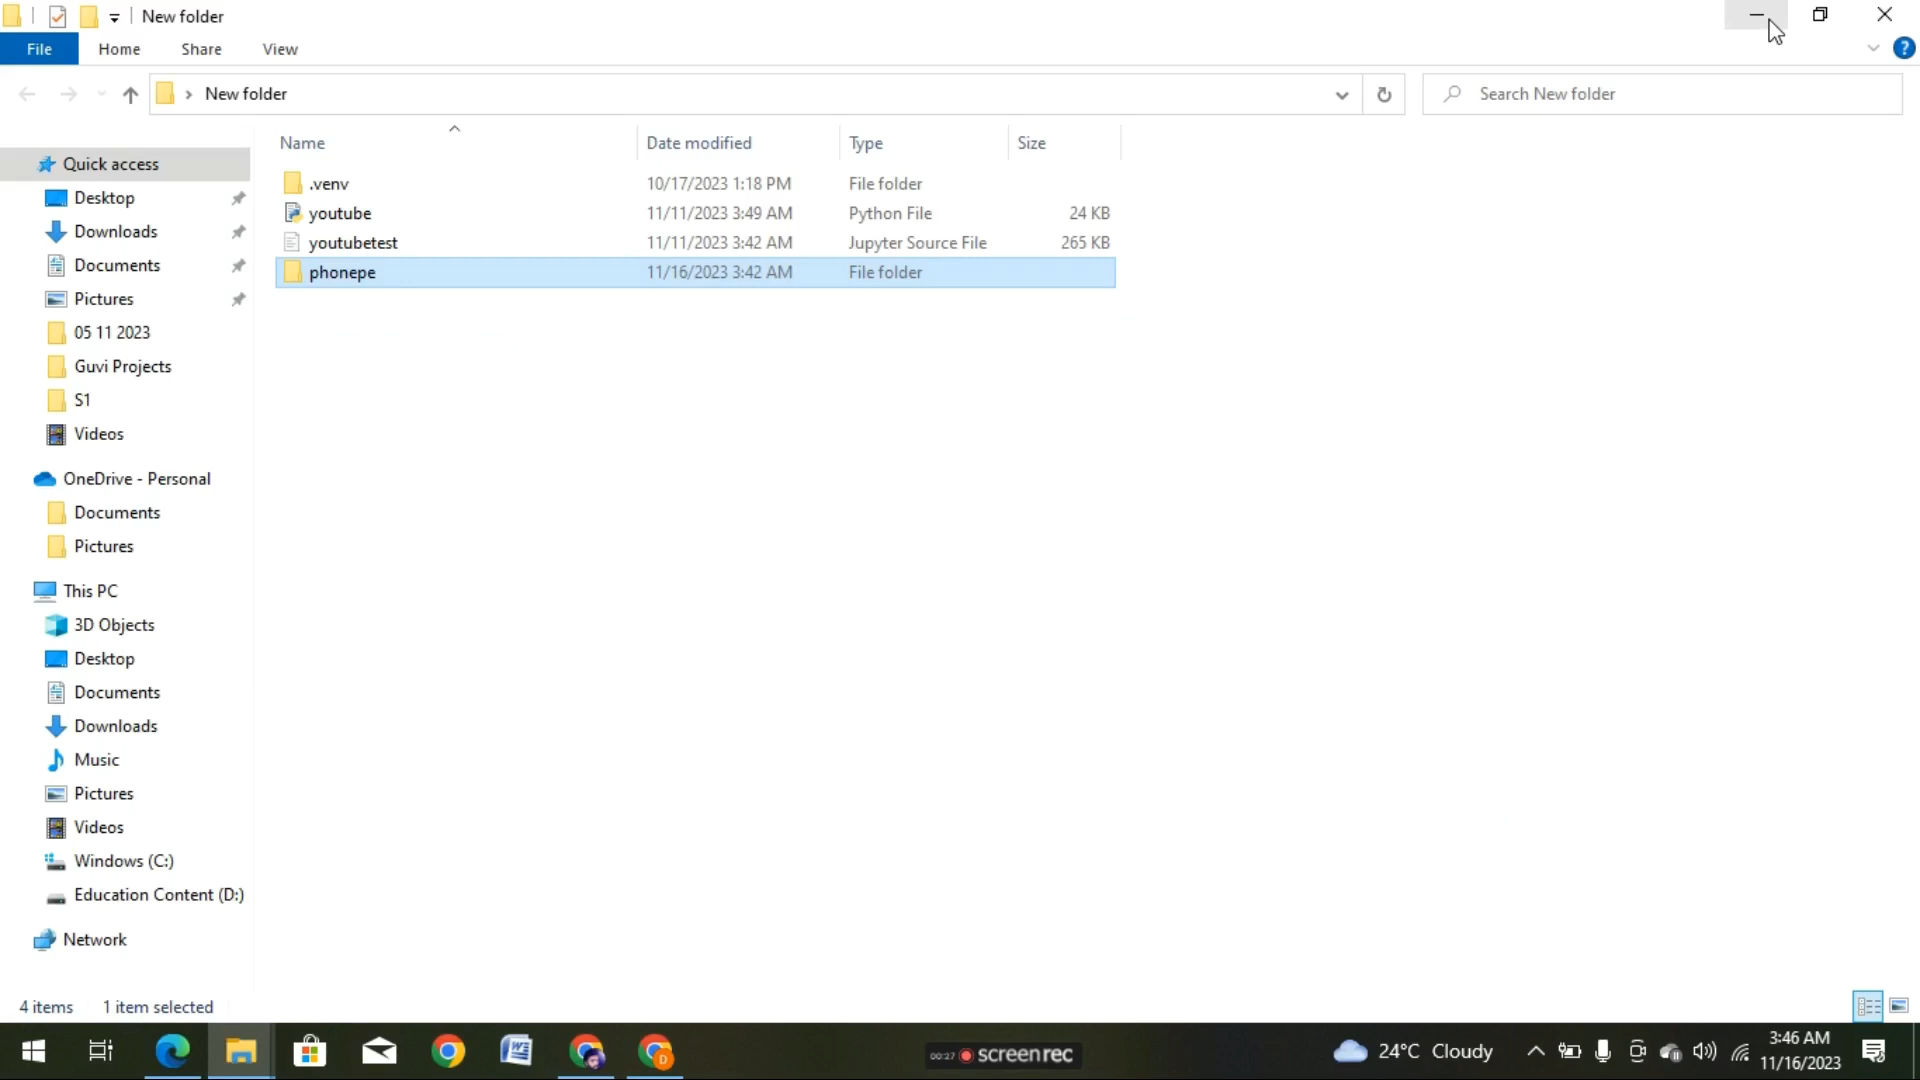 New folder
File Home Share View
New folder
Search New folder
Name Date modified Type Size
.venv 10/17/2023 1:18 PM File folder
youtube 11/11/2023 3:49 AM Python File 24 KB
youtubetest 11/11/2023 3:42 AM Jupyter Source File 265 KB
phonepe 11/16/2023 3:42 AM File folder
Quick access
Desktop
Downloads
Documents
Pictures
05 11 2023
Guvi Projects
S1
Videos
OneDrive - Personal
Documents
Pictures
This PC
3D Objects
Desktop
Documents
Downloads
Music
Pictures
Videos
Windows (C:)
Education Content (D:)
Network
4 items 1 item selected
00:27 screenrec
24°C Cloudy
3:46 AM
11/16/2023